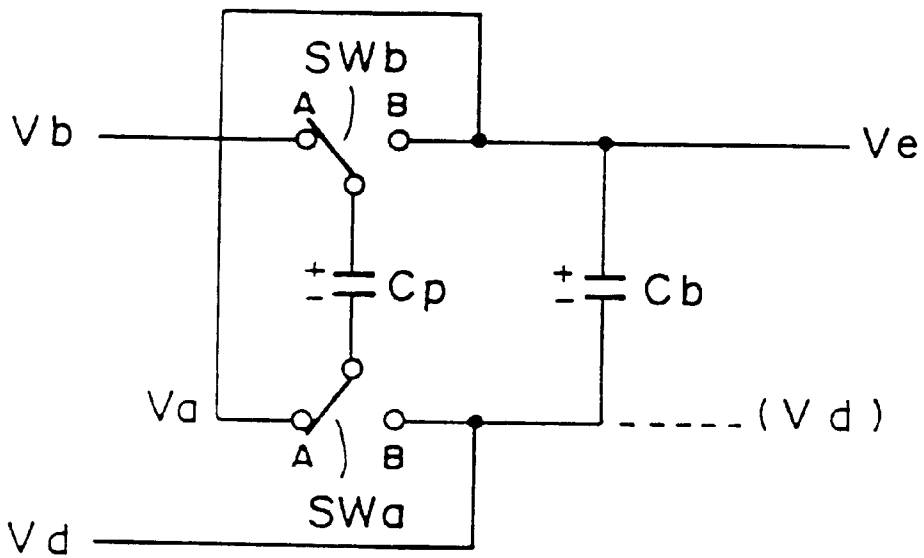 SWb
A B
Vb Ve
+
- Cp
+
- Cb
Va
A B
(Vd)
SWa
Vd